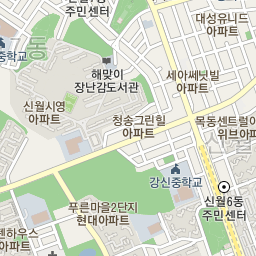 주민센터
동
중학교
해맞이
장난감도서관
대성유니드
아파트
세아쎄닛빌
아파트
신월시영
아파트
청송그린힐
아파트
목동센트럴아
위브아파
강신중학교
신월6동
주민센터
푸른마을2단지
현대아파트
젠하우스
아파트